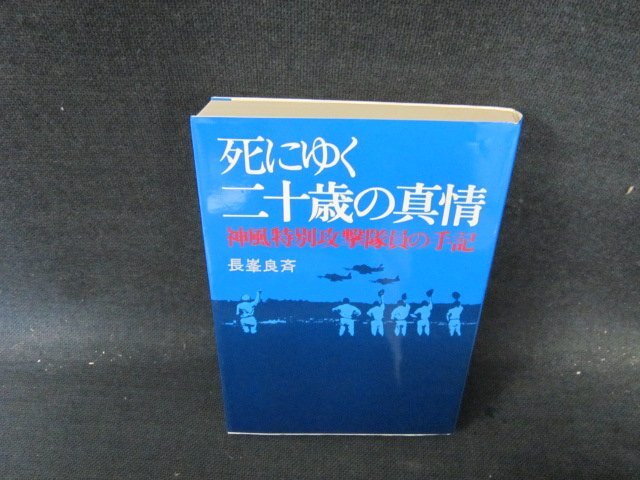 死にゆく
二十歳の真情
神風特別攻撃隊員の手記
長峯良斉